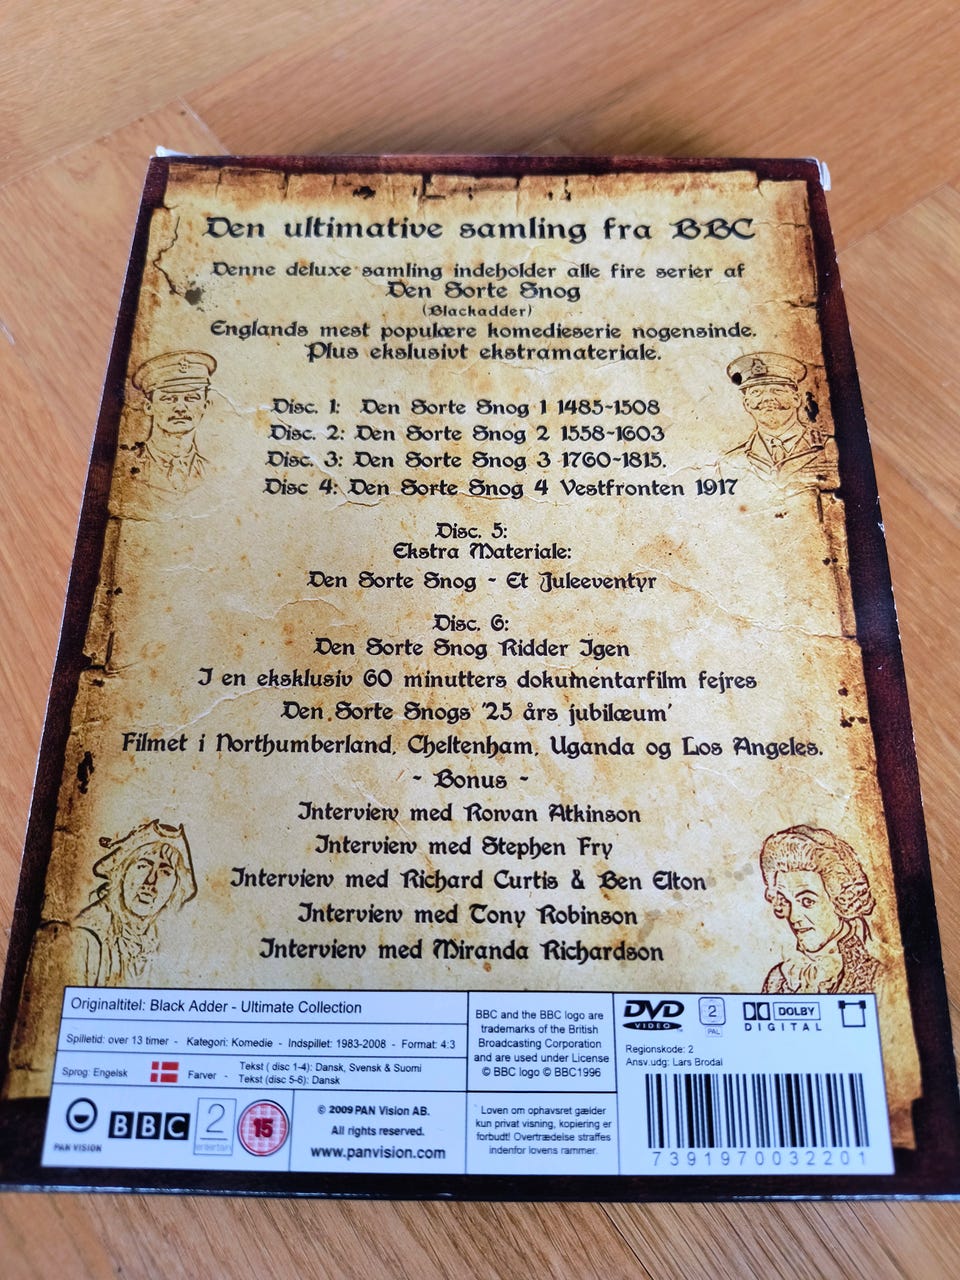 Den ultimative samling fra BBC
Denne deluxe samling indeholder alle fire serier af
Den Sorte Snog
(Blackadder)
Englands mest populære komedieserie nogensinde.
Plus ekslusivt ekstramateriale.
Disc. 1: Den Sorte Snog 1 1485-1508
Disc. 2: Den Sorte Snog 2 1558-1603
Disc. 3: Den Sorte Snog 3 1760-1815.
Disc 4: Den Sorte Snog 4 Vestfronten 1917
Disc. 5:
Ekstra Materiale:
Den Sorte Snog - Et Juleeventyr
Disc. 6:
Den Sorte Snog Ridder Igen
I en eksklusiv 60 minutters dokumentarfilm fejres
Den Sorte Snogs '25 års jubilæum'
Filmet i Northumberland, Cheltenham, Uganda og Los Angeles.
- Bonus -
Interview med Rowan Atkinson
Interview med Stephen Fry
Interview med Richard Curtis & Ben Elton
Interview med Tony Robinson
Interview med Miranda Richardson
Originaltitel: Black Adder - Ultimate Collection
Spilletid: over 13 timer - Kategori: Komedie - Indspillet: 1983-2008 - Format: 4:3
Sprog: Engelsk Farver - Tekst ( disc 1-4): Dansk, Svensk & Suomi
Tekst (disc 5-6): Dansk
PAN VISION
BBC
2
entertain
15
© 2009 PAN Vision AB.
All rights reserved.
www.panvision.com
BBC and the BBC logo are
trademarks of the British
Broadcasting Corporation
and are used under License
© BBC logo © BBC1996
Loven om ophavsret gælder
kun privat visning, kopiering er
forbudt! Overtrædelse straffes
indenfor lovens rammer.
DVD
VIDEO
2
PAL
DOLBY
DIGITAL
Regionskode: 2
Ansv.udg: Lars Brodal
7391970032201